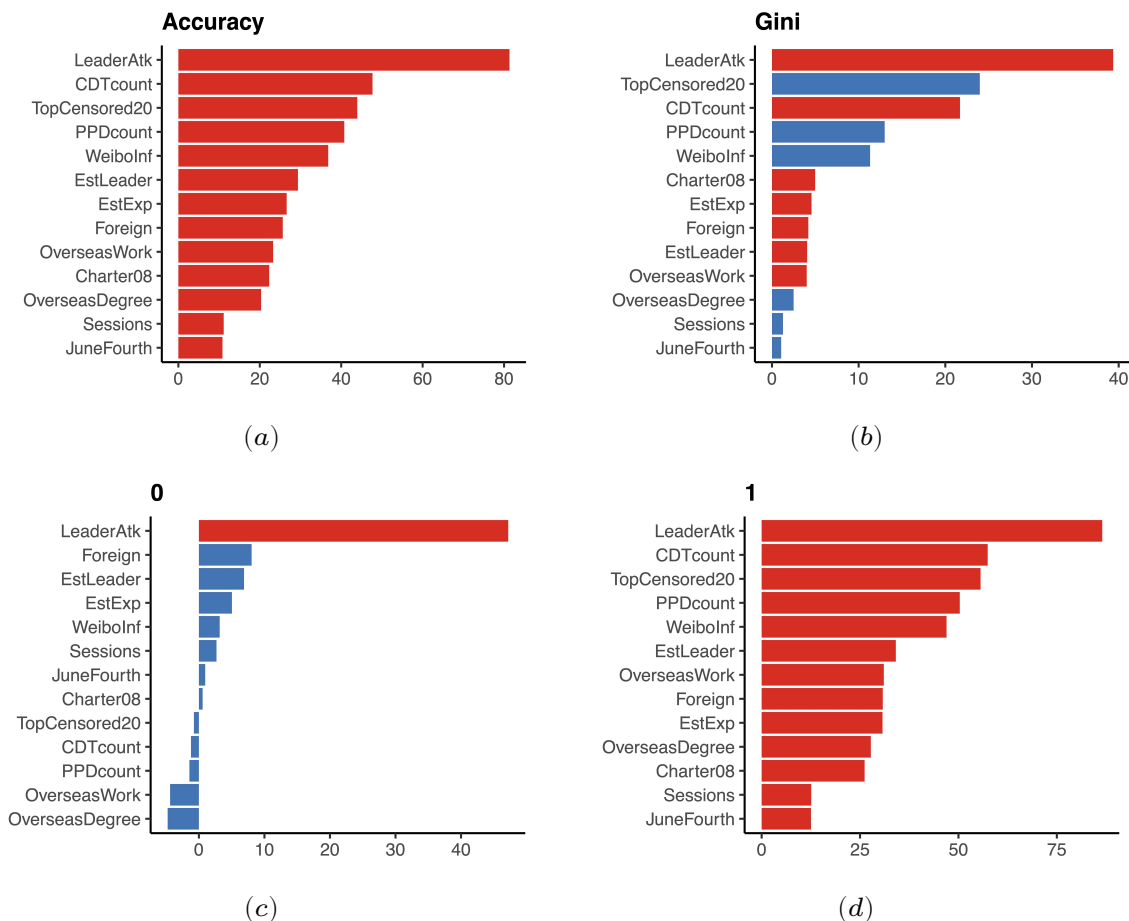 Accuracy
LeaderAtk
CDTcount
TopCensored20
PPDcount
WeiboInf
EstLeader
EstExp
Foreign
OverseasWork
Charter08
OverseasDegree
Sessions
JuneFourth
0 20 40 60 80
(a)
Gini
LeaderAtk
TopCensored20
CDTcount
PPDcount
WeiboInf
Charter08
EstExp
Foreign
EstLeader
OverseasWork
OverseasDegree
Sessions
JuneFourth
0 10 20 30 40
(b)
0
LeaderAtk
Foreign
EstLeader
EstExp
WeiboInf
Sessions
JuneFourth
Charter08
TopCensored20
CDTcount
PPDcount
OverseasWork
OverseasDegree
0 10 20 30 40
(c)
1
LeaderAtk
CDTcount
TopCensored20
PPDcount
WeiboInf
EstLeader
OverseasWork
Foreign
EstExp
OverseasDegree
Charter08
Sessions
JuneFourth
0 25 50 75
(d)